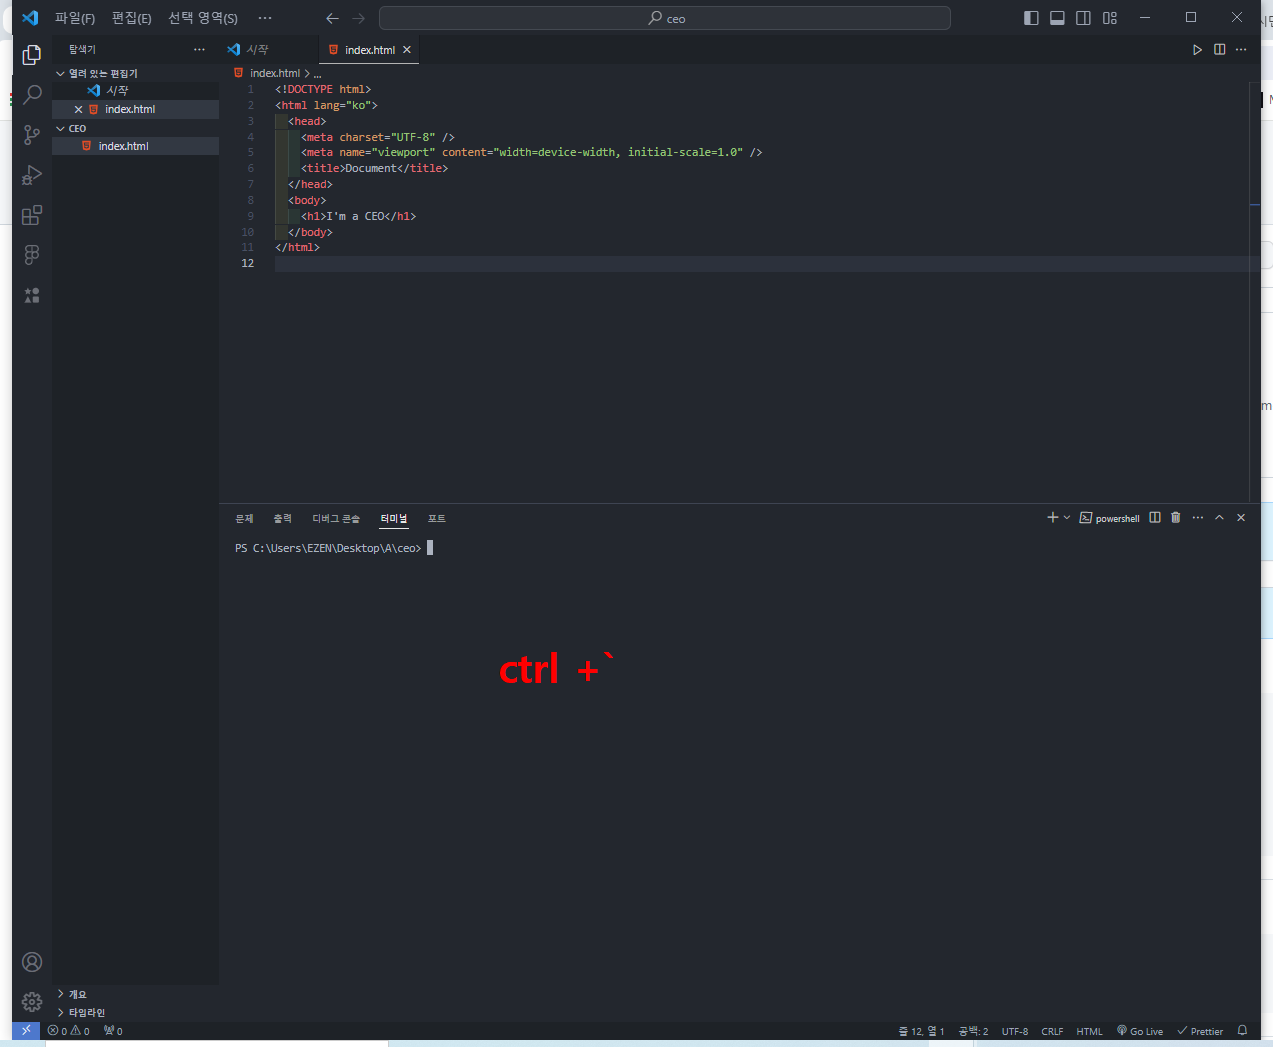 파일(F) 편집(E) 선택 영역(S) ··· ceo
탐색기 ···
시작 index.html
index.html > ...
열려 있는 편집기
시작
index.html
CEO
index.html
1 <!DOCTYPE html>
2 <html lang="ko">
3 <head>
4 <meta charset="UTF-8" />
5 <meta name="viewport" content="width=device-width, initial-scale=1.0" />
6 <title>Document</title>
7 </head>
8 <body>
9 <h1>I'm a CEO</h1>
10 </body>
11 </html>
12
문제 출력 디버그 콘솔 터미널 포트 powershell
PS C:\Users\EZEN\Desktop\A\ceo>
ctrl +`
개요
타임라인
0 0 0 줄 12, 열 1 공백: 2 UTF-8 CRLF HTML Go Live Prettier